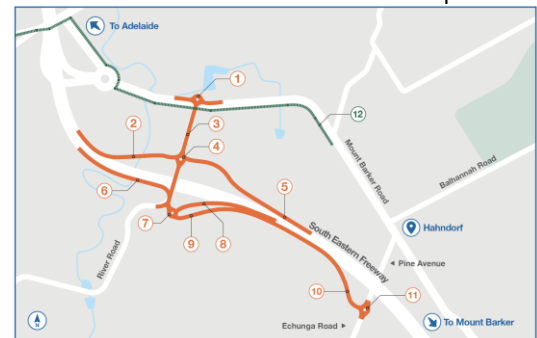 To Adelaide
1
12
2
3
4
Mount Barker Road
Balhannah Road
6
5
7
9
8
South Eastern Freeway
Hahndorf
River Road
Pine Avenue
10
11
Echunga Road
To Mount Barker
N